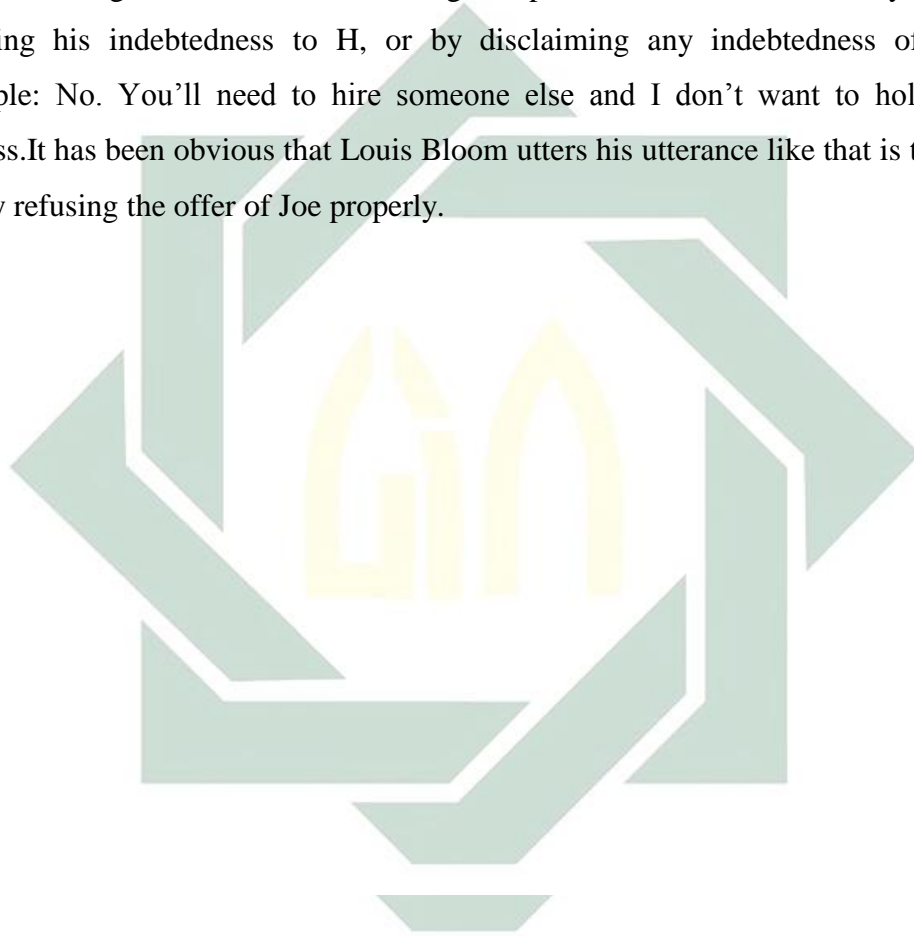 ing his indebtedness to H, or by disclaiming any indebtedness of
ple: No. You’ll need to hire someone else and I don’t want to hol
ss.It has been obvious that Louis Bloom utters his utterance like that is t
y refusing the offer of Joe properly.